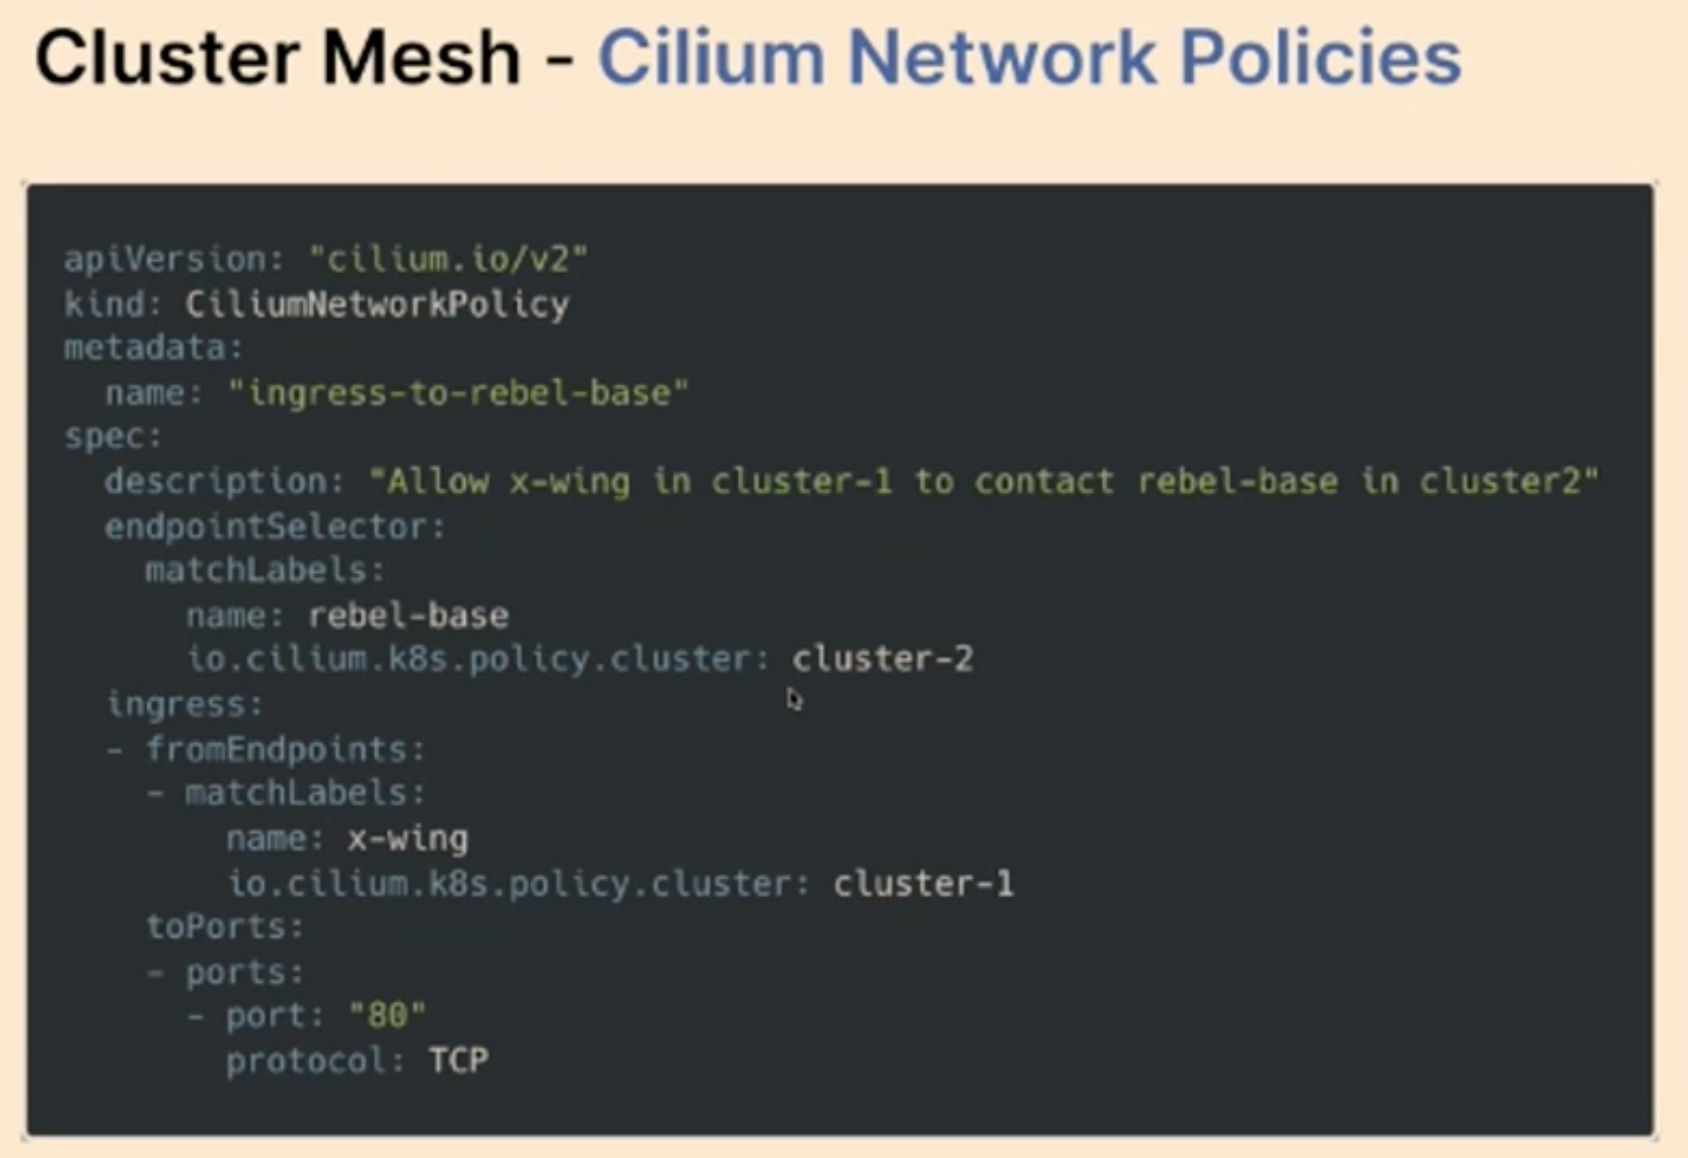 Cluster Mesh - Cilium Network Policies
apiVersion: "cilium.io/v2"
kind: CiliumNetworkPolicy
metadata:
  name: "ingress-to-rebel-base"
spec:
  description: "Allow x-wing in cluster-1 to contact rebel-base in cluster2"
  endpointSelector:
    matchLabels:
      name: rebel-base
      io.cilium.k8s.policy.cluster: cluster-2
  ingress:
  - fromEndpoints:
    - matchLabels:
        name: x-wing
        io.cilium.k8s.policy.cluster: cluster-1
    toPorts:
    - ports:
      - port: "80"
        protocol: TCP